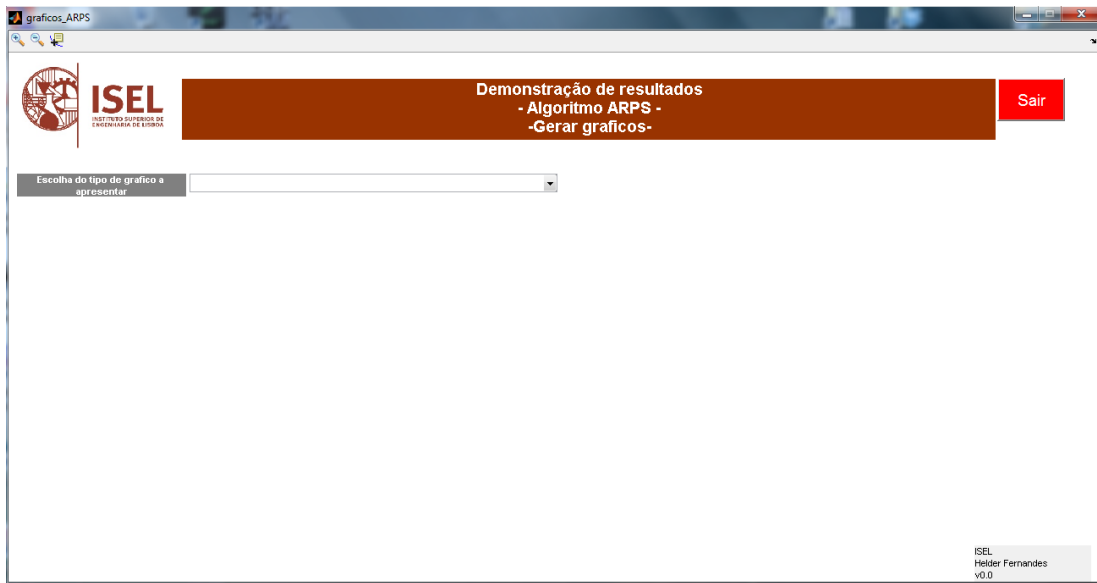 graficos_ARPS
ISEL
INSTITUTO SUPERIOR DE
ENGENHARIA DE LISBOA
Demonstração de resultados
- Algoritmo ARPS -
-Gerar graficos-
Sair
Escolha do tipo de grafico a
apresentar
ISEL
Helder Fernandes
v0.0